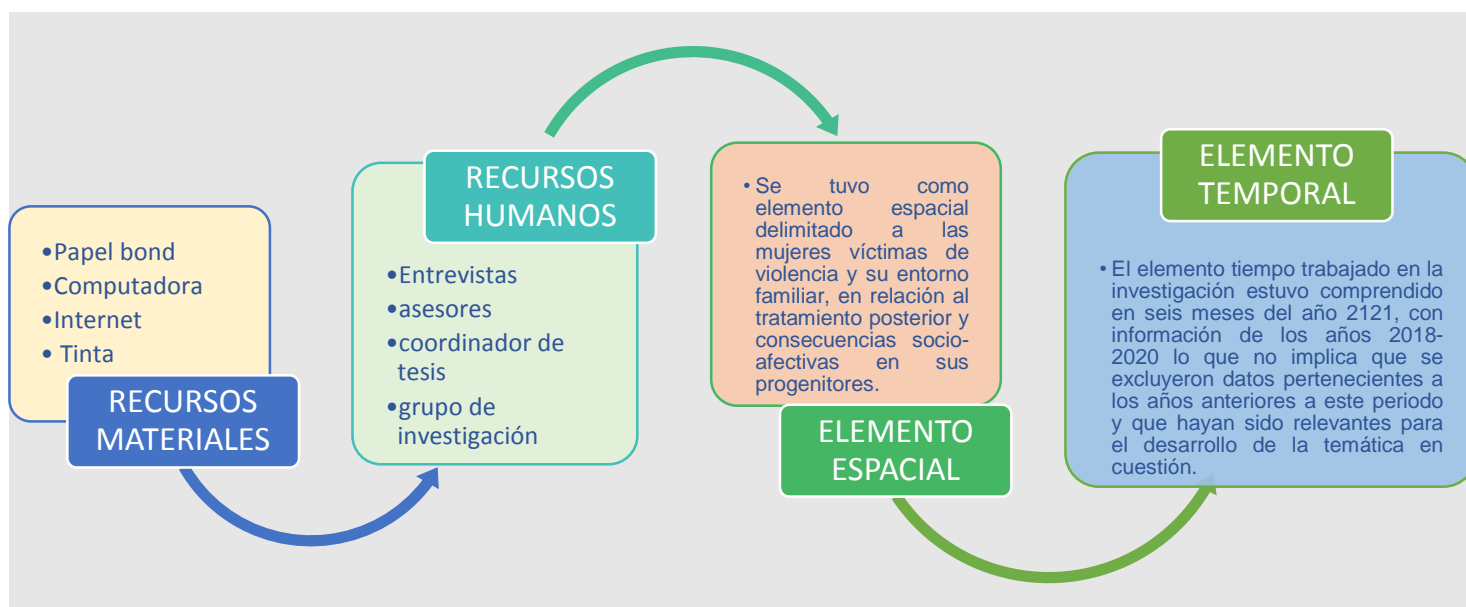 •Papel bond
•Computadora
•Internet
• Tinta
RECURSOS
MATERIALES
RECURSOS
HUMANOS
•Entrevistas
•asesores
•coordinador de
tesis
•grupo de
investigación
• Se tuvo como
elemento espacial
delimitado a las
mujeres víctimas de
violencia y su entorno
familiar, en relación al
tratamiento posterior y
consecuencias socio-
afectivas en sus
progenitores.
ELEMENTO
ESPACIAL
ELEMENTO
TEMPORAL
• El elemento tiempo trabajado en la
investigación estuvo comprendido
en seis meses del año 2121, con
información de los años 2018-
2020 lo que no implica que se
excluyeron datos pertenecientes a
los años anteriores a este periodo
y que hayan sido relevantes para
el desarrollo de la temática en
cuestión.